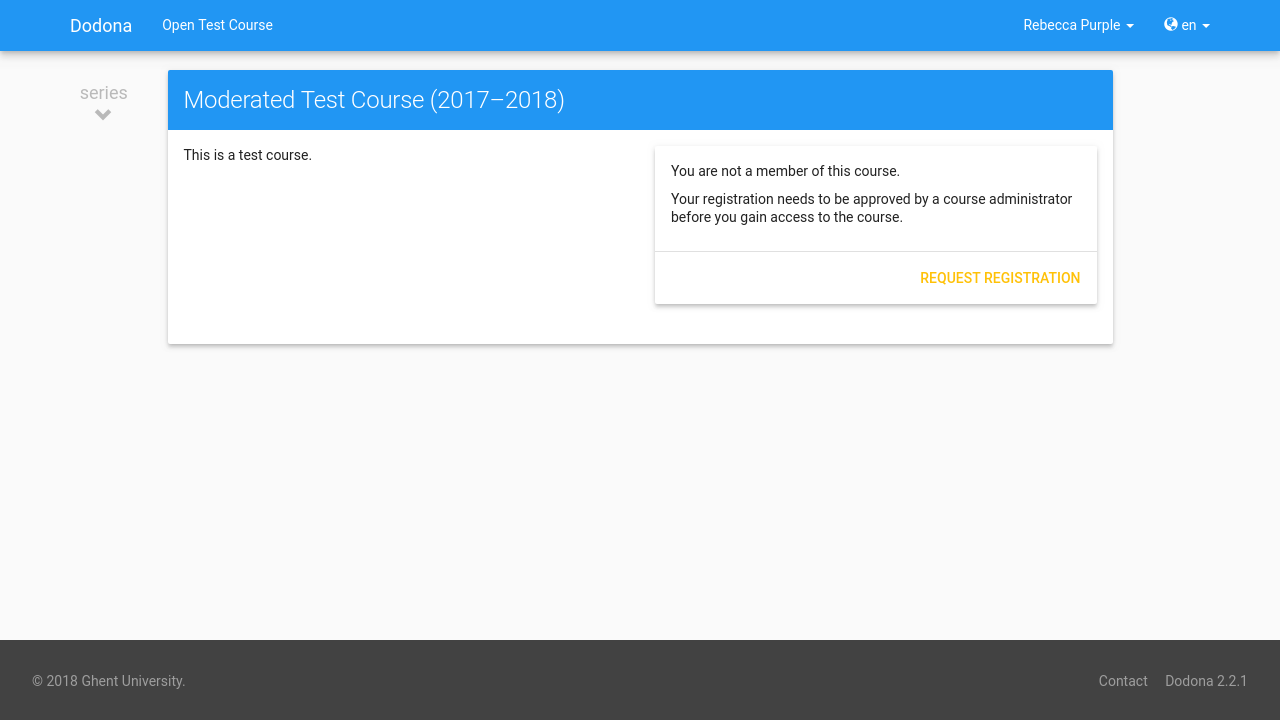 Dodona
Open Test Course
Rebecca Purple
en
series
Moderated Test Course (2017–2018)
This is a test course.
You are not a member of this course.
Your registration needs to be approved by a course administrator
before you gain access to the course.
REQUEST REGISTRATION
© 2018 Ghent University.
Contact
Dodona 2.2.1